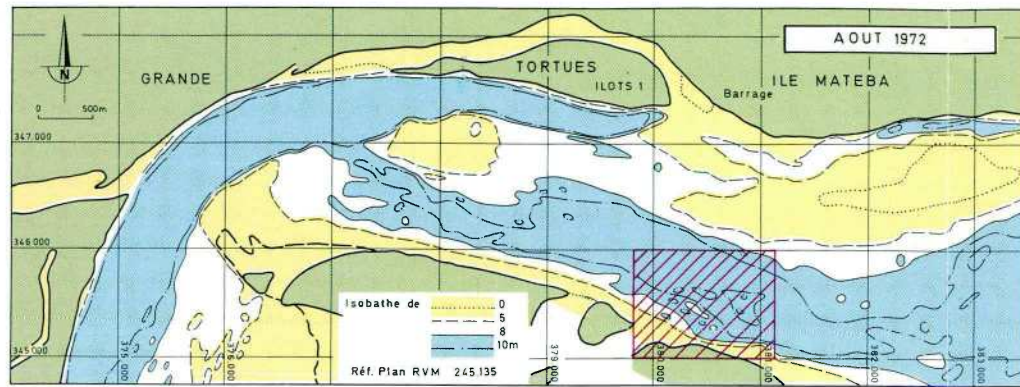 AOUT 1972
GRANDE
TORTUES
ILE MATEBA
ILOTS 1
Barrage
N
0 500m
347.000
346.000
345.000
375.000
376.000
379.000
380.000
382.000
383.000
Isobathe de
0
5
8
10m
Réf. Plan RVM 245.135